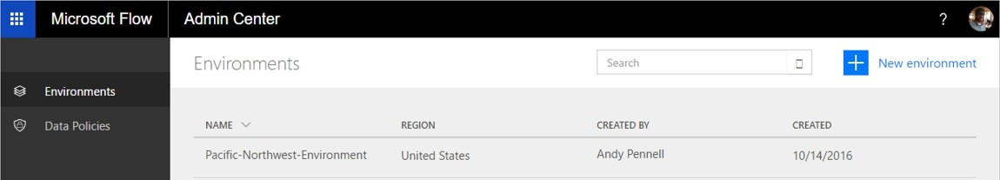 Microsoft Flow Admin Center ?
Environments Search New environment
Environments
Data Policies
NAME REGION CREATED BY CREATED
Pacific-Northwest-Environment United States Andy Pennell 10/14/2016